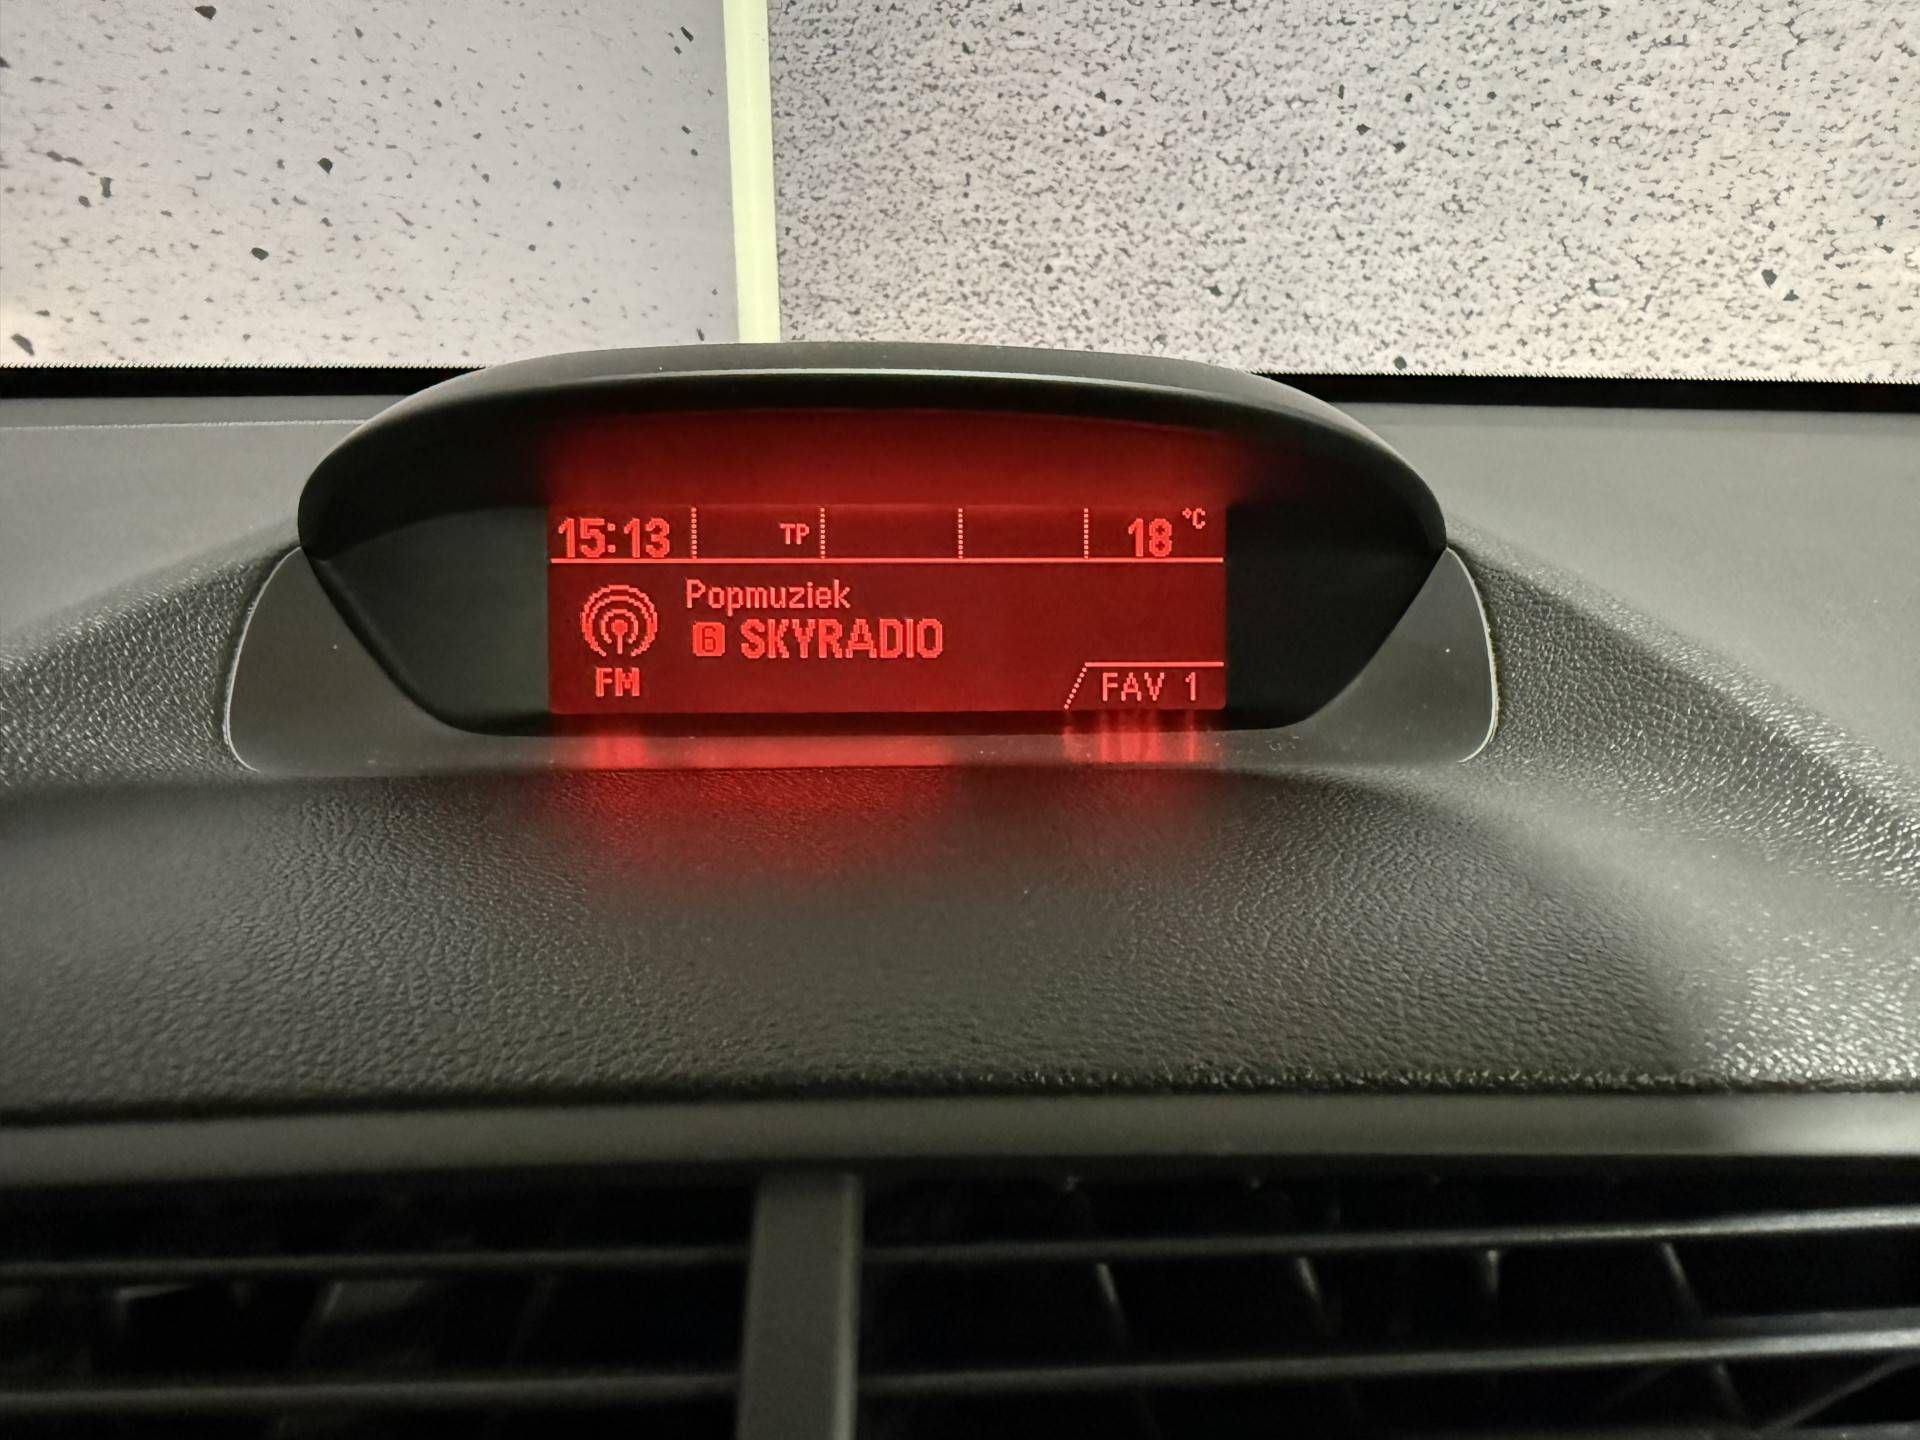 15:13 TP 18 °C
Popmuziek
6 SKYRADIO
FM
FAV 1